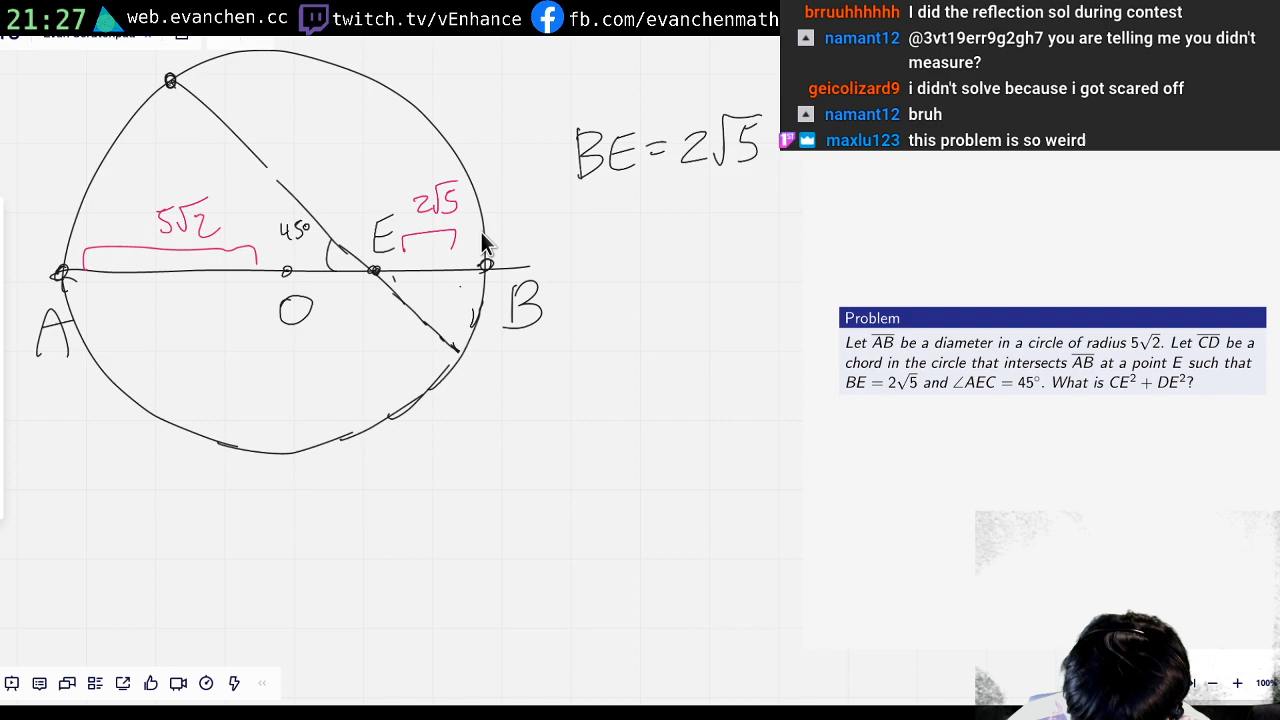 21:27 web.evanchen.cc twitch.tv/vEnhance fb.com/evanchenmath
brruuhhhhhh I did the reflection sol during contest
namant12 @3vt19err9g2gh7 you are telling me you didn't
measure?
geicolizard9 i didn't solve because i got scared off
namant12 bruh
maxlu123 this problem is so weird
BE = 2√5
5√2
45°
E
2√5
A
O
B
Problem
Let AB be a diameter in a circle of radius 5√2. Let CD be a
chord in the circle that intersects AB at a point E such that
BE = 2√5 and ∠AEC = 45°. What is CE² + DE²?
100%